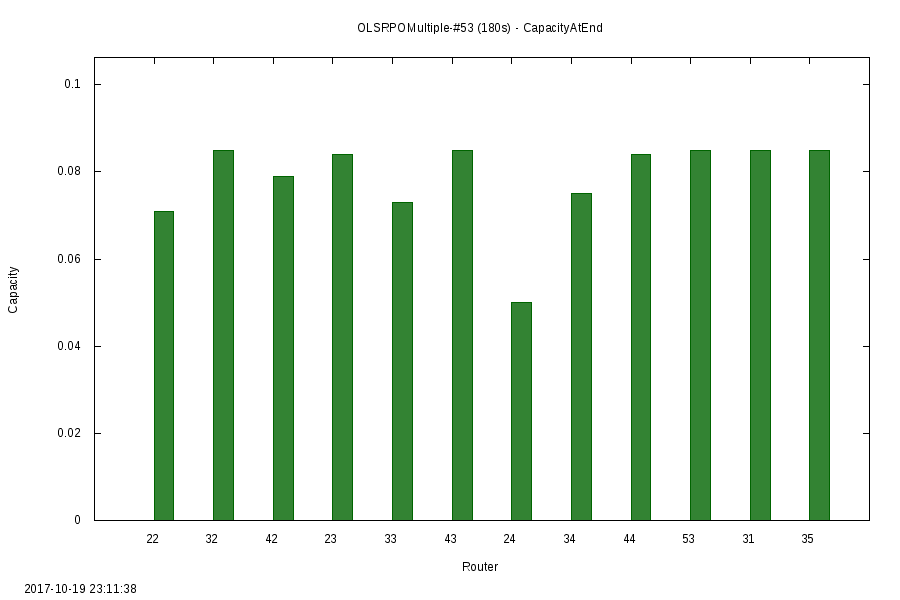 OLSRPOMultiple-#53 (180s) - CapacityAtEnd
0.1
0.08
0.06
0.04
0.02
0
Capacity
22 32 42 23 33 43 24 34 44 53 31 35
Router
2017-10-19 23:11:38